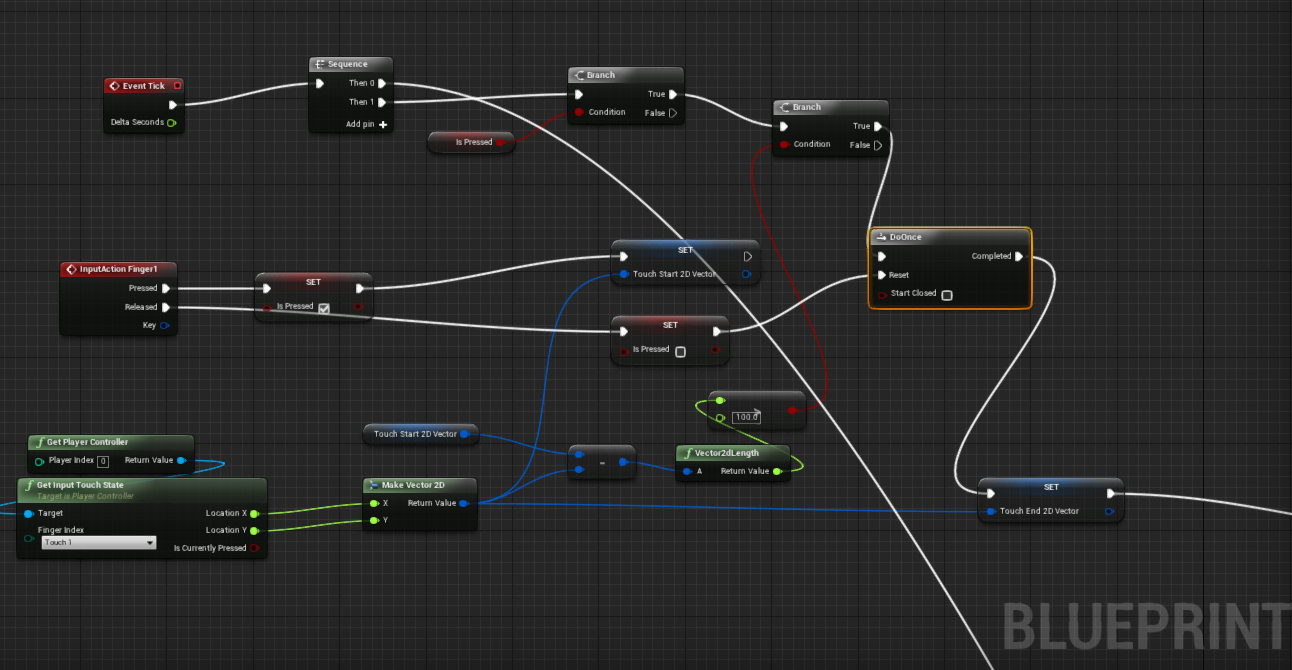 Sequence
Event Tick
Then 0
Then 1
Delta Seconds
Add pin
Branch
True
Condition
False
Is Pressed
Branch
True
Condition
False
DoOnce
Completed
Reset
Start Closed
SET
Touch Start 2D Vector
InputAction Finger1
Pressed
Released
Key
SET
Is Pressed
SET
Is Pressed
>
100.0
Touch Start 2D Vector
-
Vector2dLength
A
Return Value
Get Player Controller
Player Index 0
Return Value
Get Input Touch State
Target is Player Controller
Target
Location X
Finger Index
Location Y
Touch 1
Is Currently Pressed
Make Vector 2D
X
Return Value
Y
SET
Touch End 2D Vector
BLUEPRINT